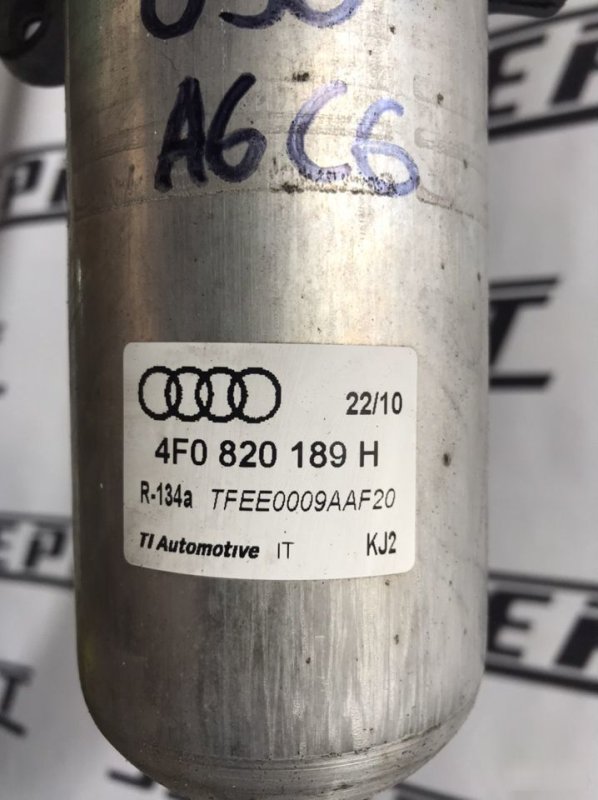 A6 C6
22/10
4F0 820 189 H
R-134a TFEE0009AAF20
TI Automotive IT KJ2